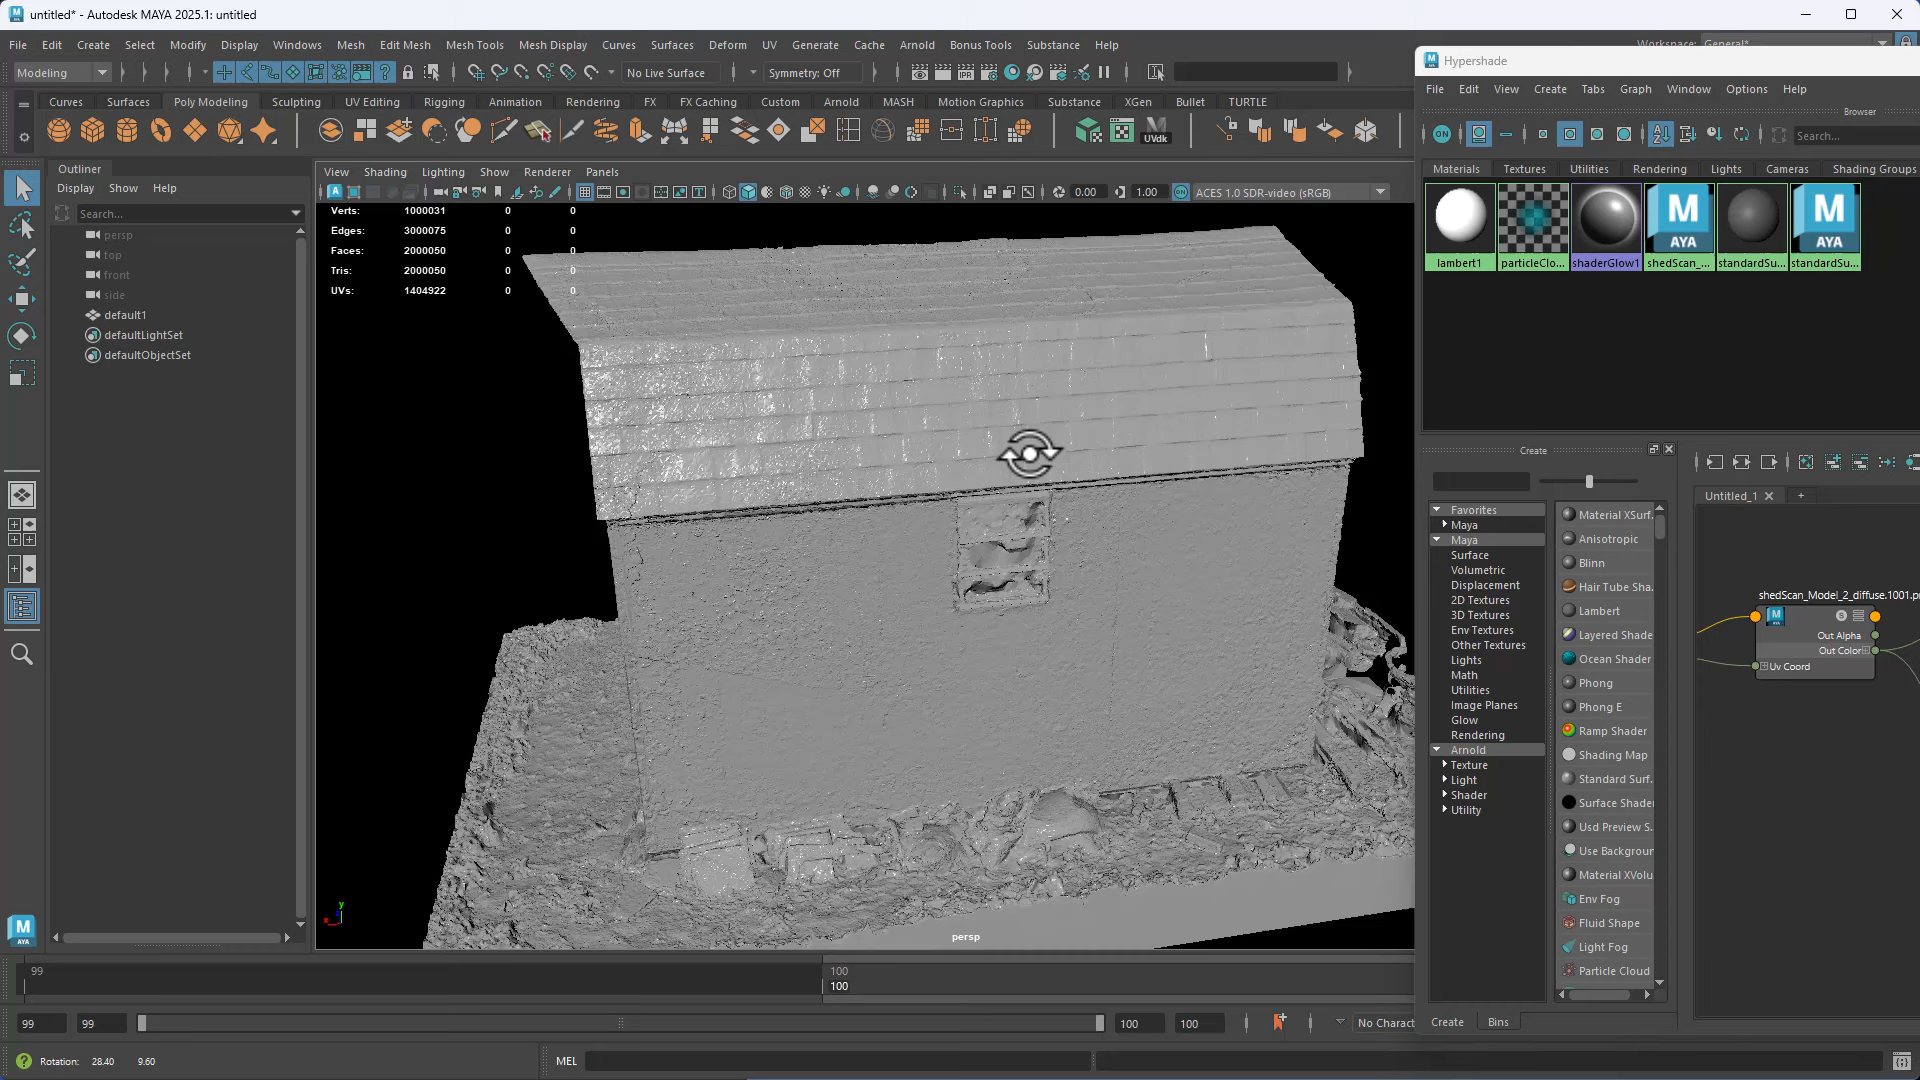 untitled* - Autodesk MAYA 2025.1: untitled
File Edit Create Select Modify Display Windows Mesh Edit Mesh Mesh Tools Mesh Display Curves Surfaces Deform UV Generate Cache Arnold Bonus Tools Substance Help
Workspace: General*
Modeling
No Live Surface
Symmetry: Off
Curves Surfaces Poly Modeling Sculpting UV Editing Rigging Animation Rendering FX FX Caching Custom Arnold MASH Motion Graphics Substance XGen Bullet TURTLE
UVdk
Outliner
Display Show Help
Search...
persp
top
front
side
default1
defaultLightSet
defaultObjectSet
View Shading Lighting Show Renderer Panels
0.00 1.00 ACES 1.0 SDR-video (sRGB)
Verts: 1000031 0 0
Edges: 3000075 0 0
Faces: 2000050 0 0
Tris: 2000050 0 0
UVs: 1404922 0 0
y
x
persp
Hypershade
File Edit View Create Tabs Graph Window Options Help
Browser
ON
Search...
Materials Textures Utilities Rendering Lights Cameras Shading Groups
M AYA
M AYA
lambert1 particleClo... shaderGlow1 shedScan_... standardSu... standardSu...
Create
Untitled_1
Favorites
Maya
Maya
Surface
Volumetric
Displacement
2D Textures
3D Textures
Env Textures
Other Textures
Lights
Math
Utilities
Image Planes
Glow
Rendering
Arnold
Texture
Light
Shader
Utility
Material XSurf.
Anisotropic
Blinn
Hair Tube Sha.
Lambert
Layered Shade
Ocean Shader
Phong
Phong E
Ramp Shader
Shading Map
Standard Surf.
Surface Shader
Usd Preview S.
Use Backgroun
Material XVolu
Env Fog
Fluid Shape
Light Fog
Particle Cloud
Create Bins
shedScan_Model_2_diffuse.1001.p
Out Alpha
Out Color
Uv Coord
M AYA
99 100
100
99 99 100 100 No Charact
Rotation: 28.40 9.60
MEL